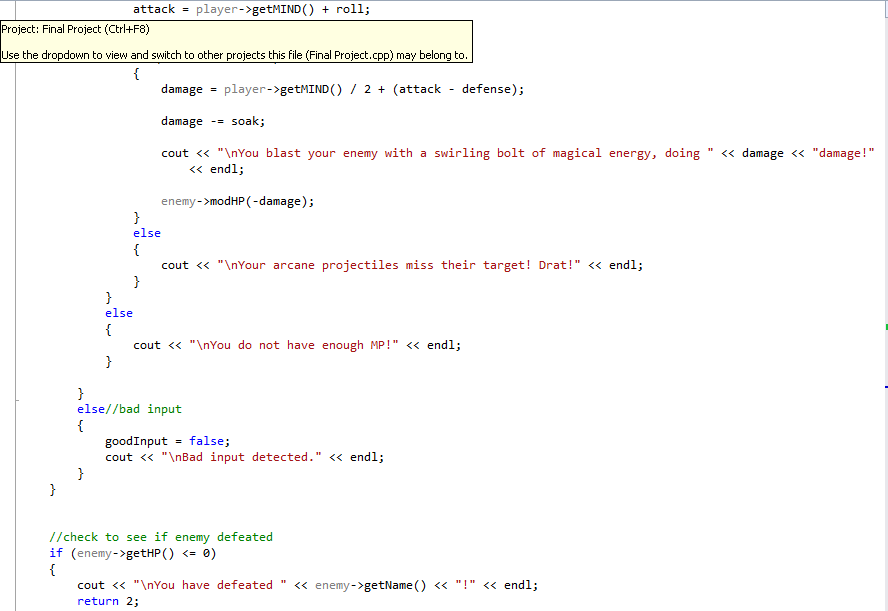 attack = player->getMIND() + roll;
Project: Final Project (Ctrl+F8)
Use the dropdown to view and switch to other projects this file (Final Project.cpp) may belong to.
{
damage = player->getMIND() / 2 + (attack - defense);
damage -= soak;
cout << "\nYou blast your enemy with a swirling bolt of magical energy, doing " << damage << "damage!"
<< endl;
enemy->modHP(-damage);
}
else
{
cout << "\nYour arcane projectiles miss their target! Drat!" << endl;
}
}
else
{
cout << "\nYou do not have enough MP!" << endl;
}
}
else//bad input
{
goodInput = false;
cout << "\nBad input detected." << endl;
}
}
//check to see if enemy defeated
if (enemy->getHP() <= 0)
{
cout << "\nYou have defeated " << enemy->getName() << "!" << endl;
return 2;